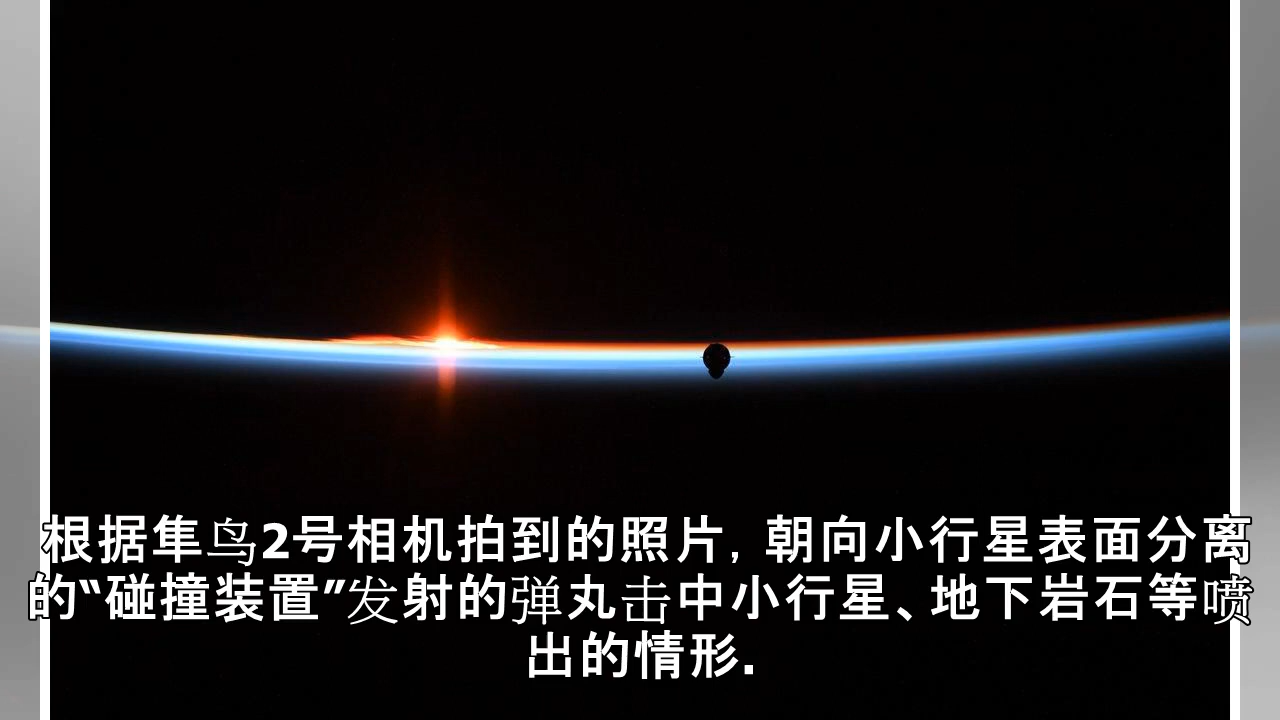 根据隼鸟2号相机拍到的照片, 朝向小行星表面分离
的“碰撞装置”发射的弹丸击中小行星、地下岩石等喷
出的情形.